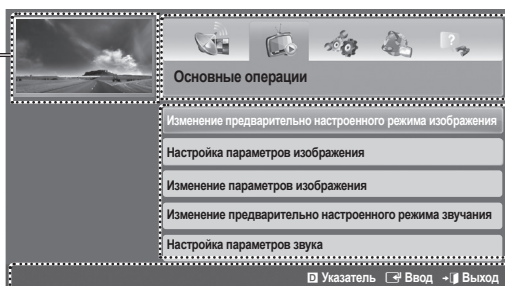 Основные операции
Изменение предварительно настроенного режима изображения
Настройка параметров изображения
Изменение параметров изображения
Изменение предварительно настроенного режима звучания
Настройка параметров звука
D Указатель Ввод Выход